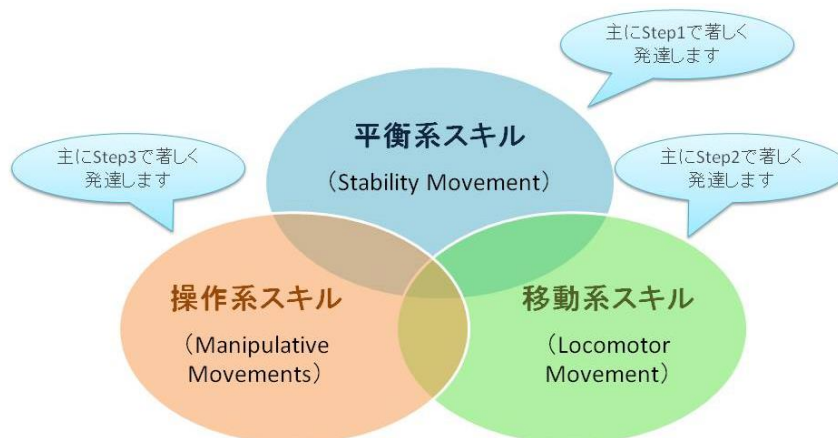 主にStep1で著しく
発達します
平衡系スキル
（Stability Movement）
主にStep3で著しく
発達します
主にStep2で著しく
発達します
操作系スキル
（Manipulative
Movements）
移動系スキル
（Locomotor
Movement）